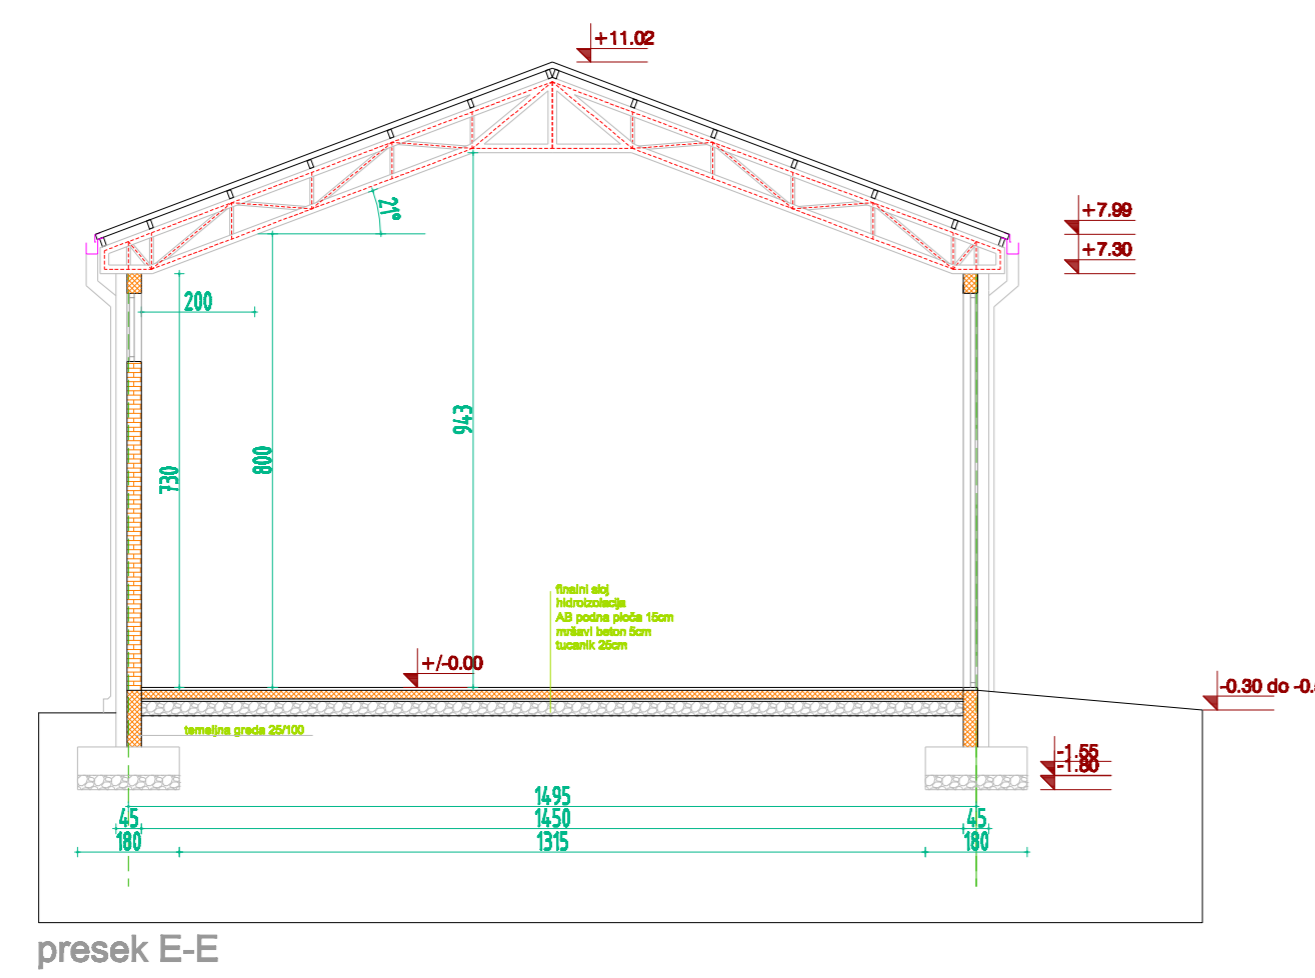 +11.02
+7.99
+7.30
21°
200
943
800
730
finalni sloj
hidroizolacija
AB podna ploča 15cm
mršavi beton 5cm
tucanik 25cm
+/-0.00
-0.30 do -0.
temeljna greda 25/100
-1.55
-1.80
1495
45
1450
45
180
1315
180
presek E-E